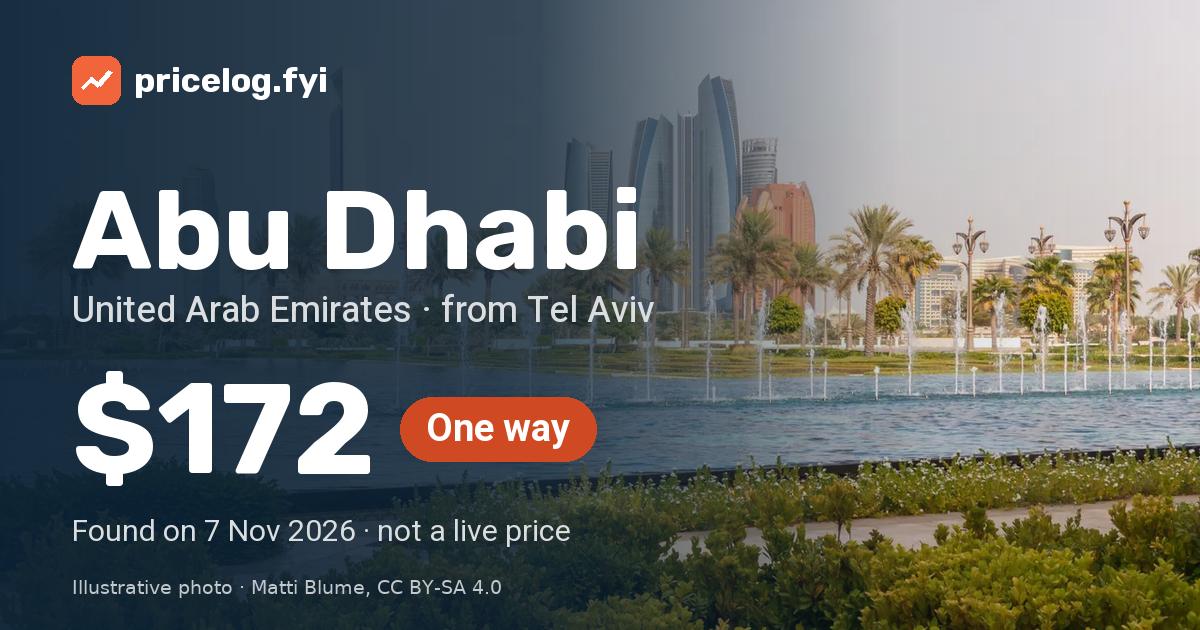 pricelog.fyi
Abu Dhabi
United Arab Emirates · from Tel Aviv
$172
One way
Found on 7 Nov 2026 · not a live price
Illustrative photo · Matti Blume, CC BY-SA 4.0